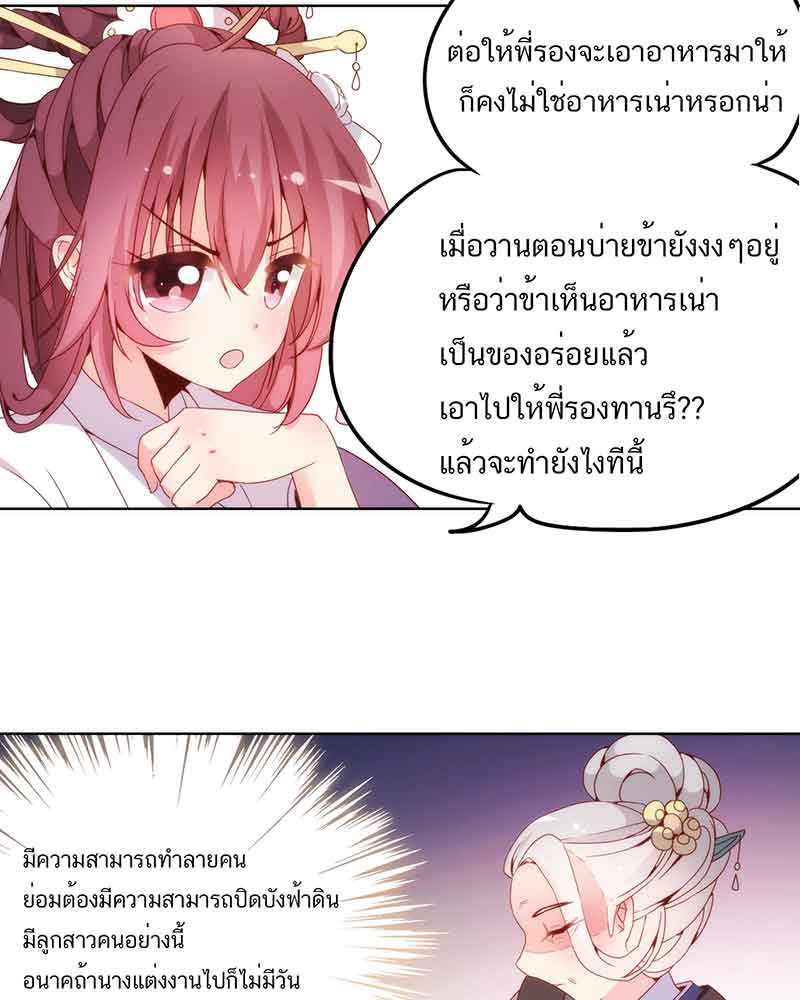 ต่อให้พี่รองจะเอาอาหารมาให้
ก็คงไม่ใช่อาหารเน่าหรอกน่า
เมื่อวานตอนบ่ายข้ายังงง ๆอยู่
หรือว่าข้าเห็นอาหารเน่า
เป็นของอร่อยแล้ว
เอาไปให้พี่รองทานรึ??
แล้วจะทำยังไงทีนี้
มีความสามารถทำลายคน
ย่อมต้องมีความสามารถปิดบังฟ้าดิน
มีลูกสาวคนอย่างนี้
อนาคถ้านางแต่งงานไปก็ไม่มีวัน